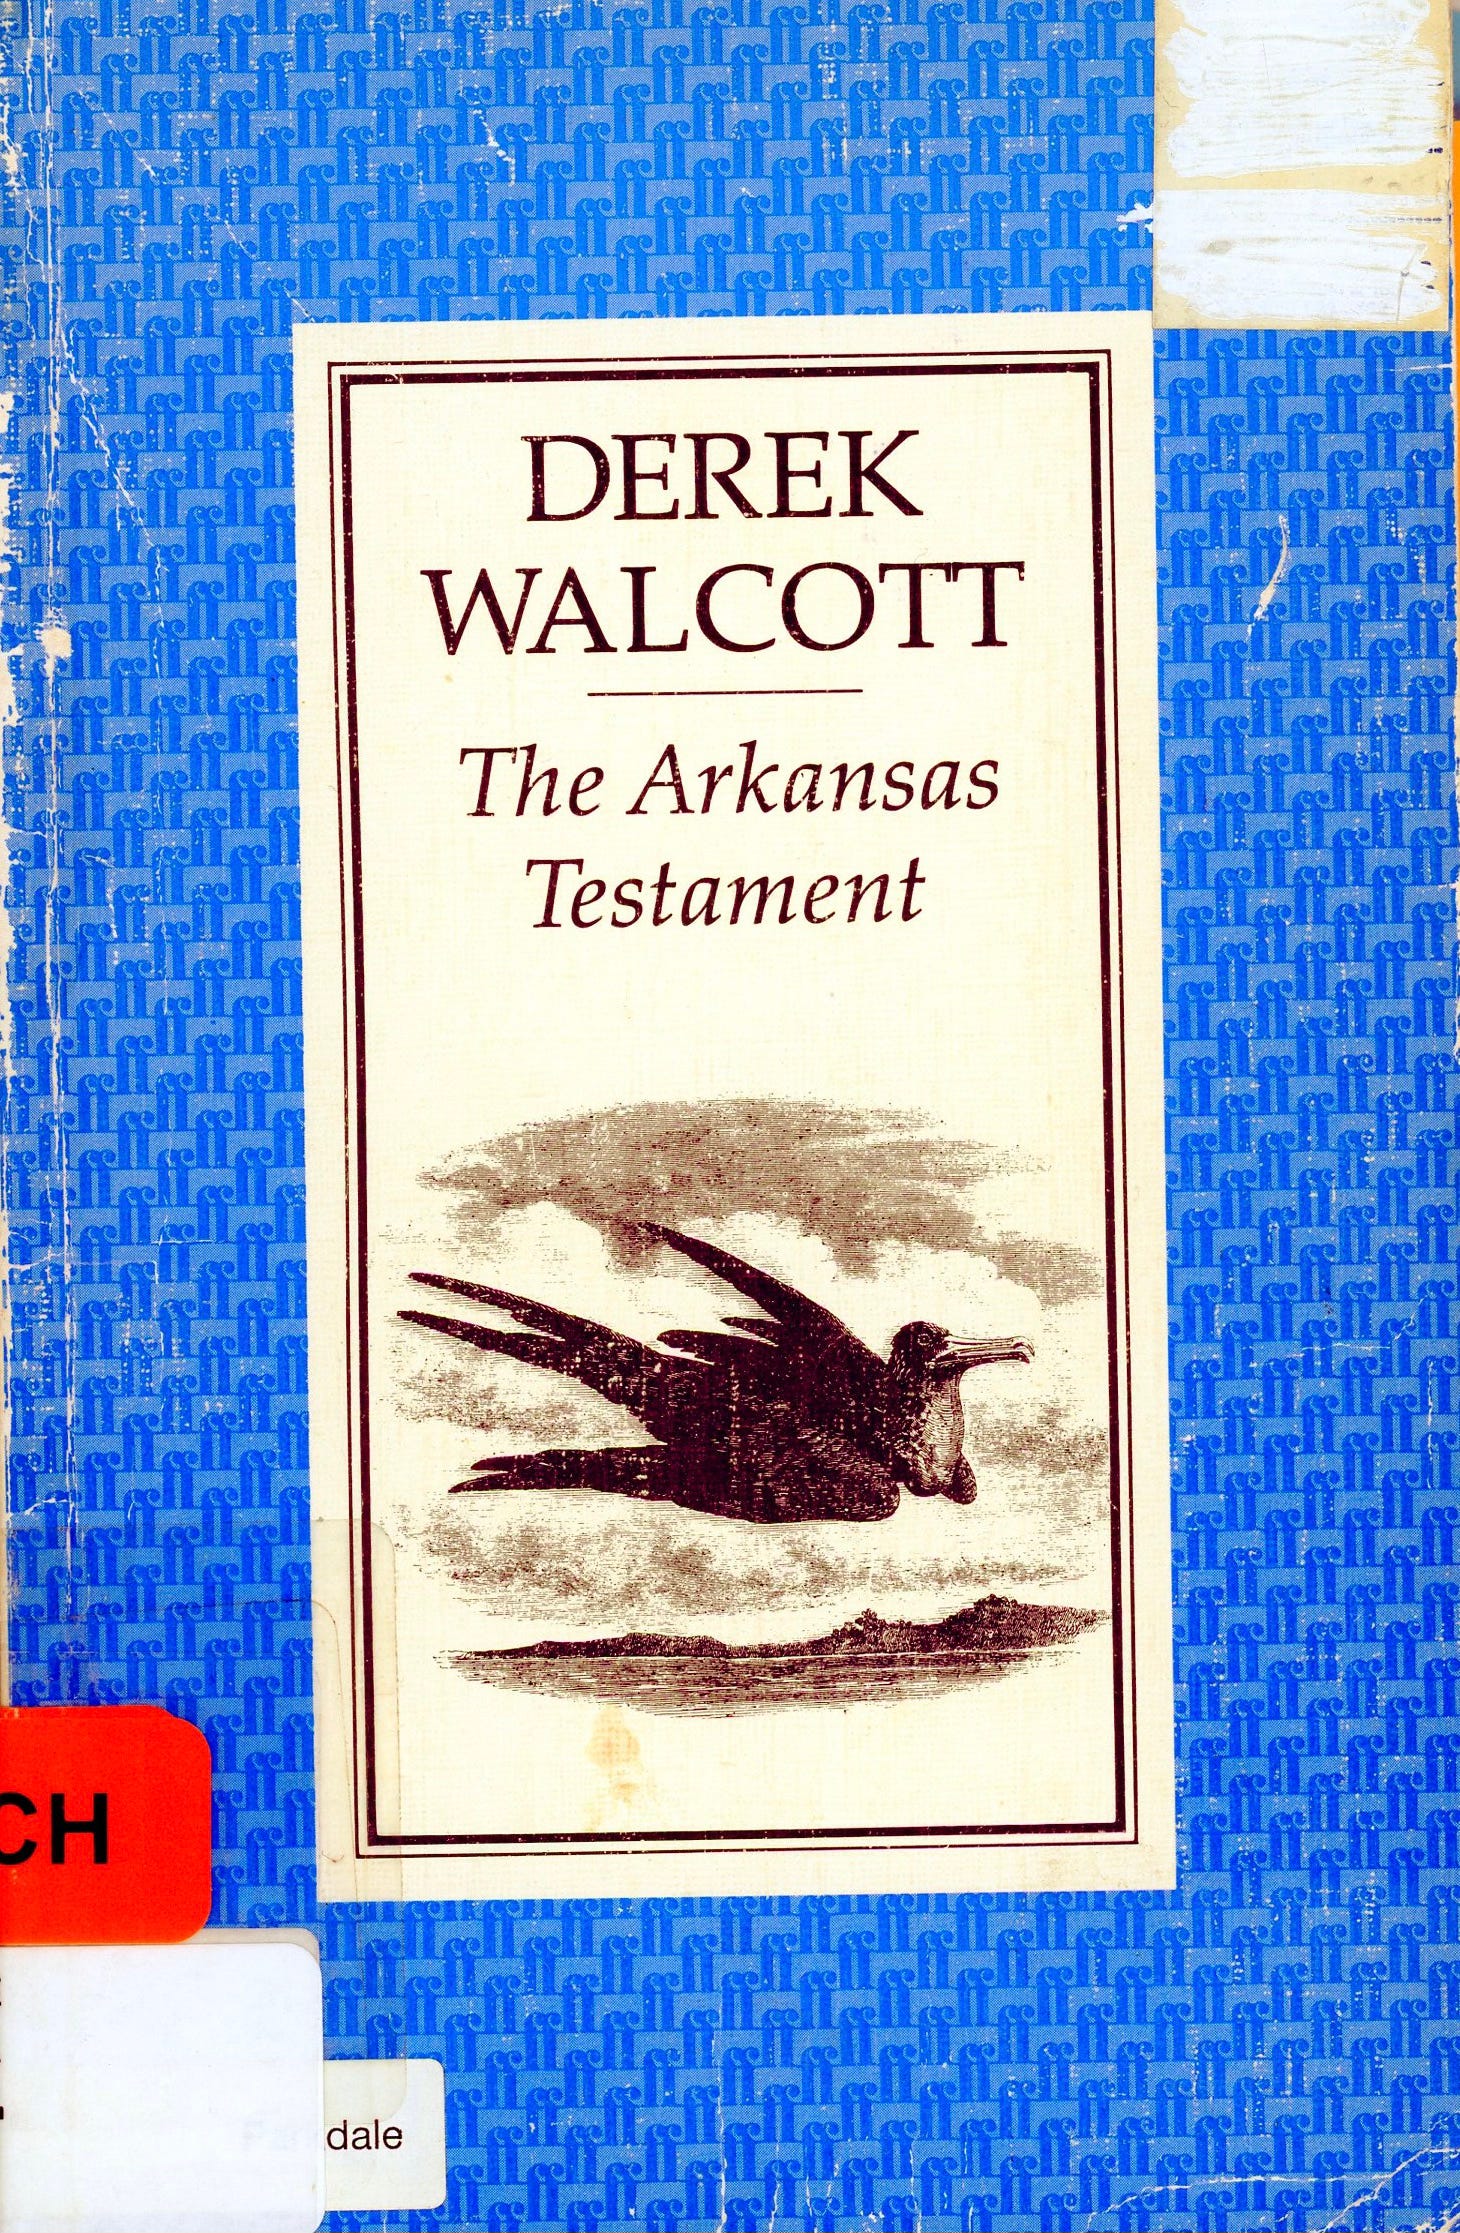 DEREK
WALCOTT
The Arkansas
Testament
CH
dale